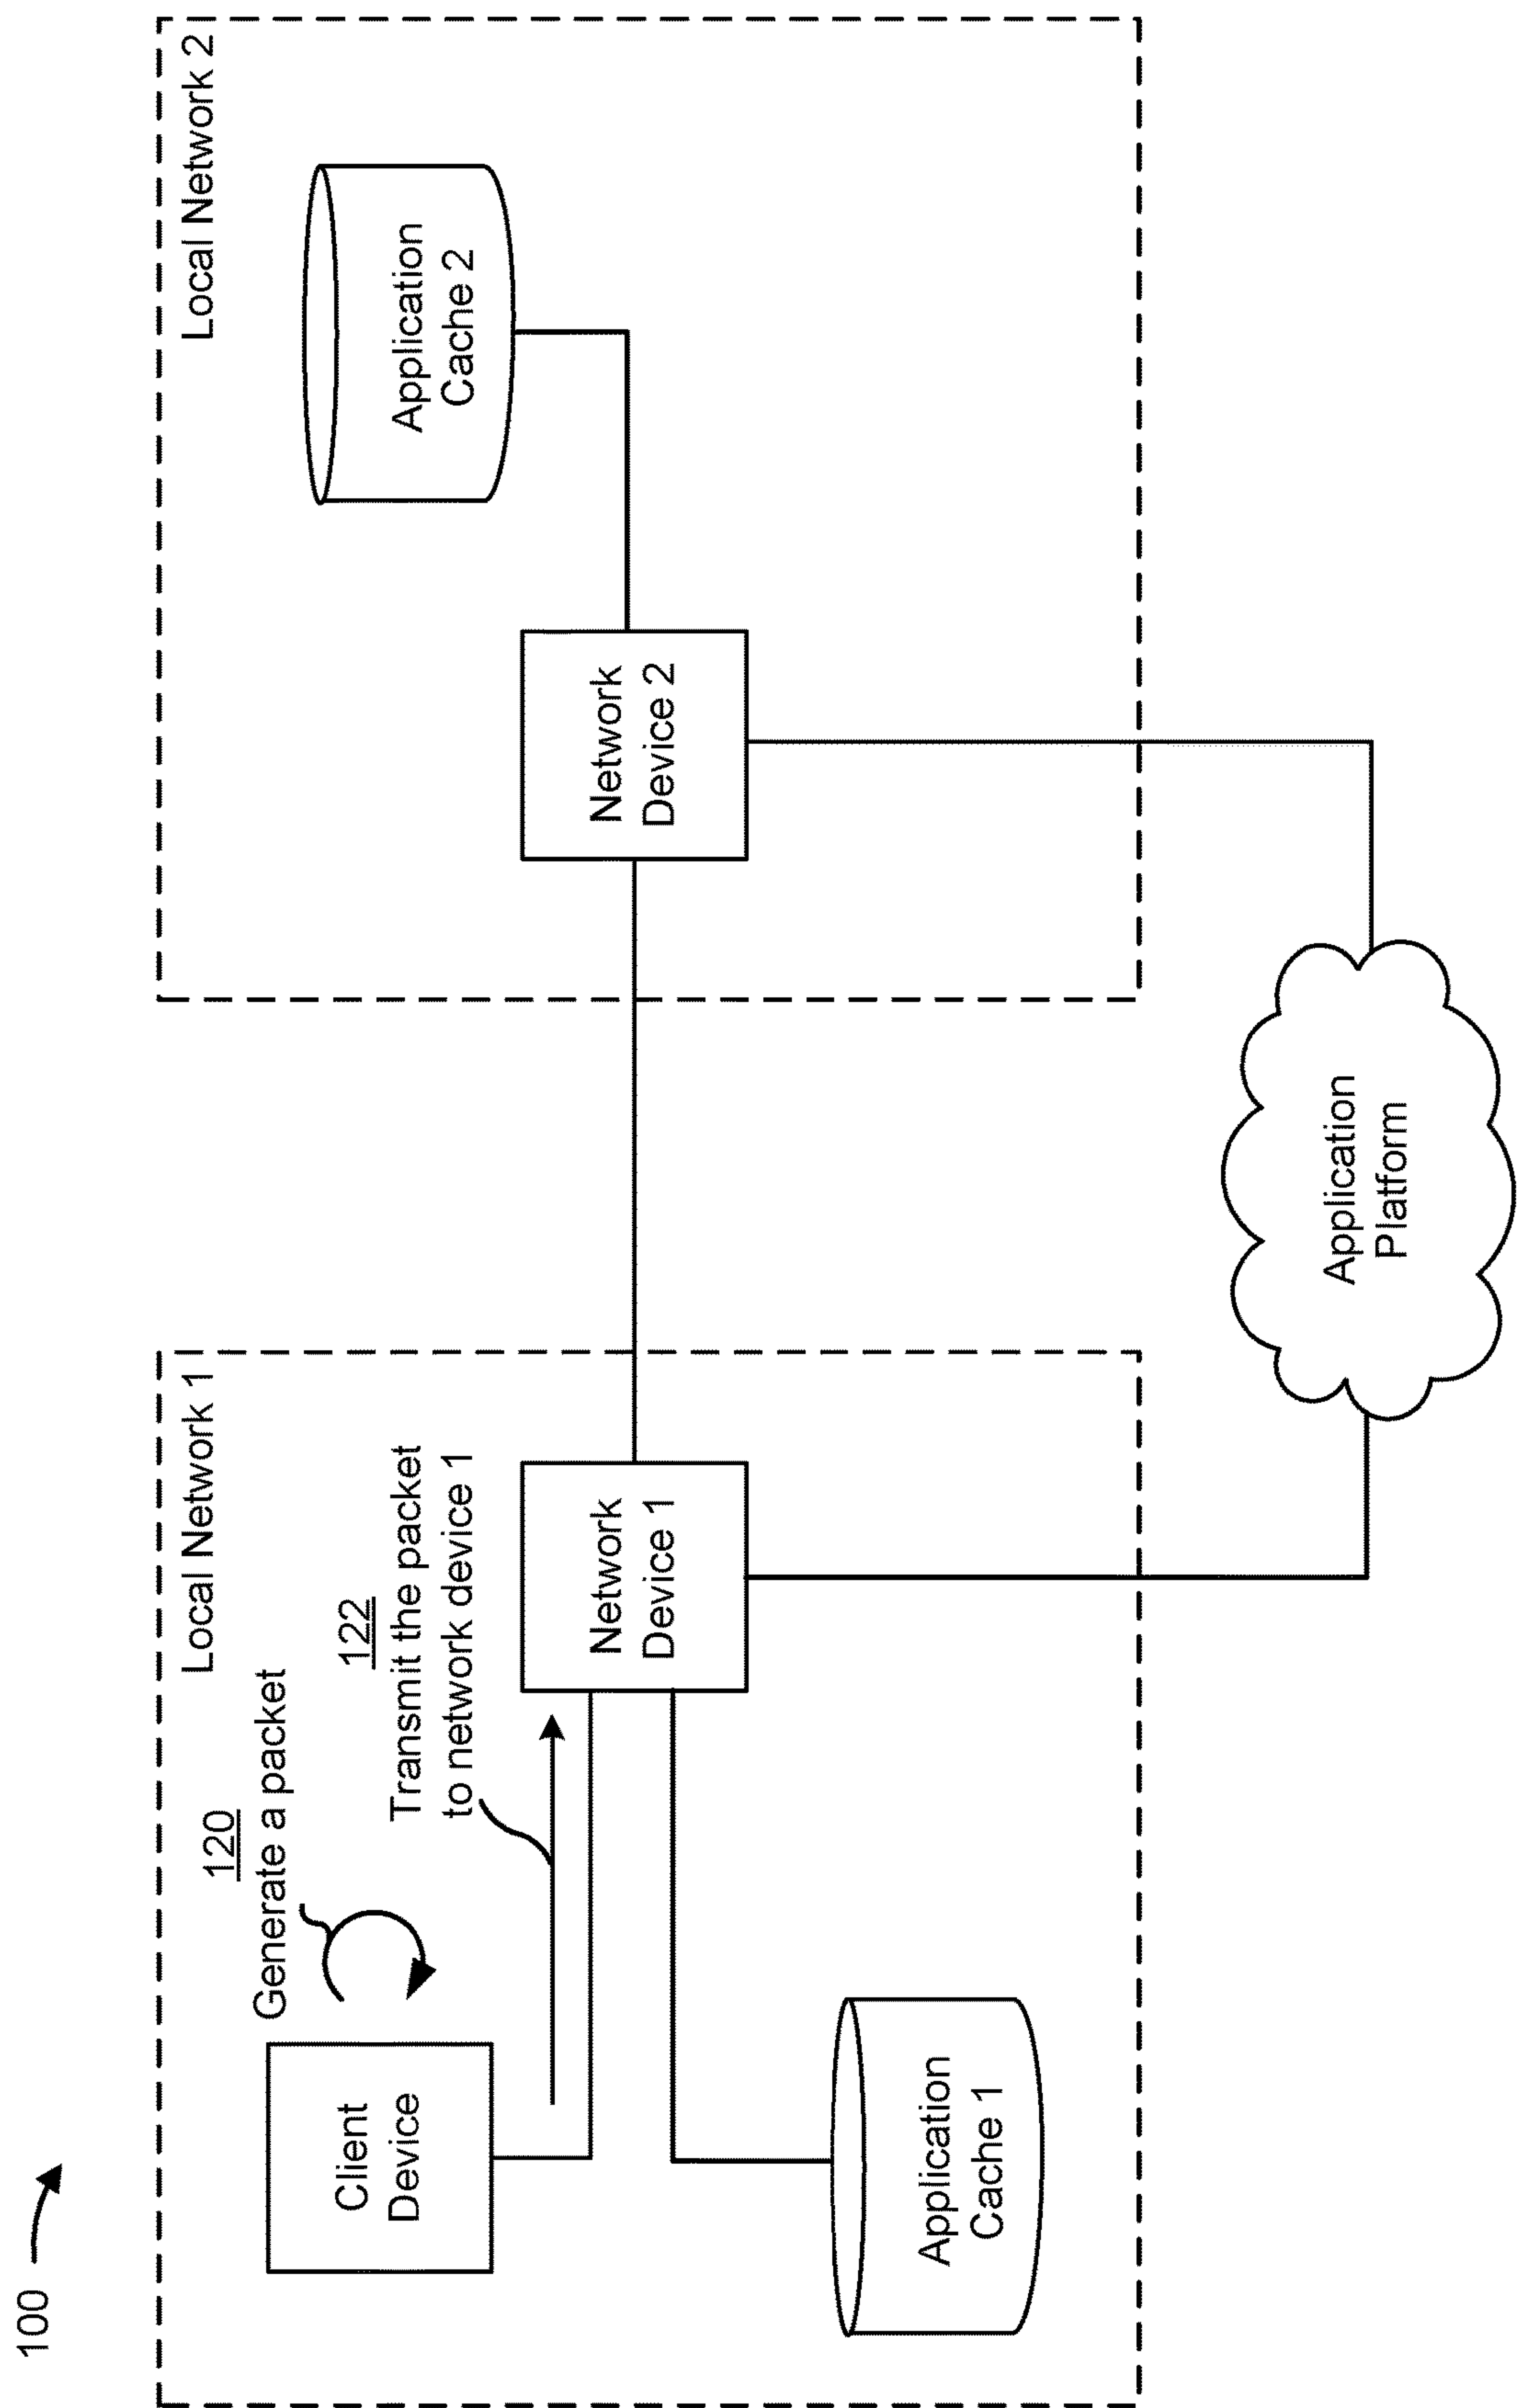 100
Local Network 1
120
Generate a packet
122
Transmit the packet
to network device 1
Client
Device
Network
Device 1
Application
Cache 1
Local Network 2
Application
Cache 2
Network
Device 2
Application
Platform